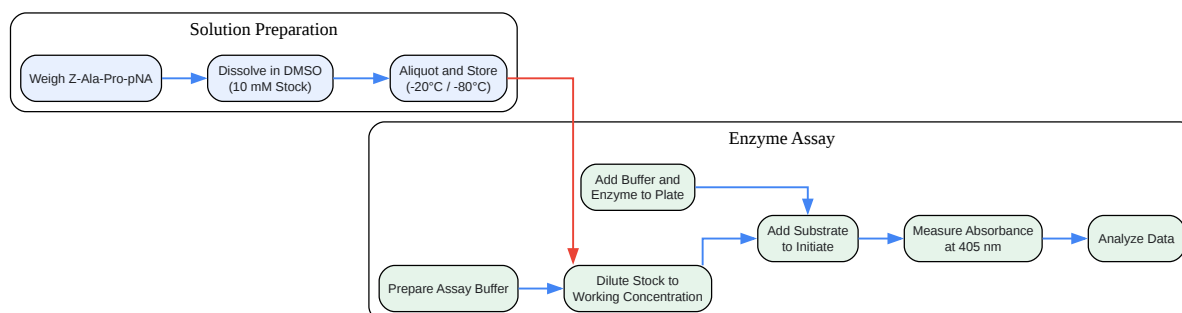 Solution Preparation
Weigh Z-Ala-Pro-pNA
Dissolve in DMSO
(10 mM Stock)
Aliquot and Store
(-20°C / -80°C)
Enzyme Assay
Add Buffer and
Enzyme to Plate
Add Substrate
to Initiate
Measure Absorbance
at 405 nm
Analyze Data
Prepare Assay Buffer
Dilute Stock to
Working Concentration